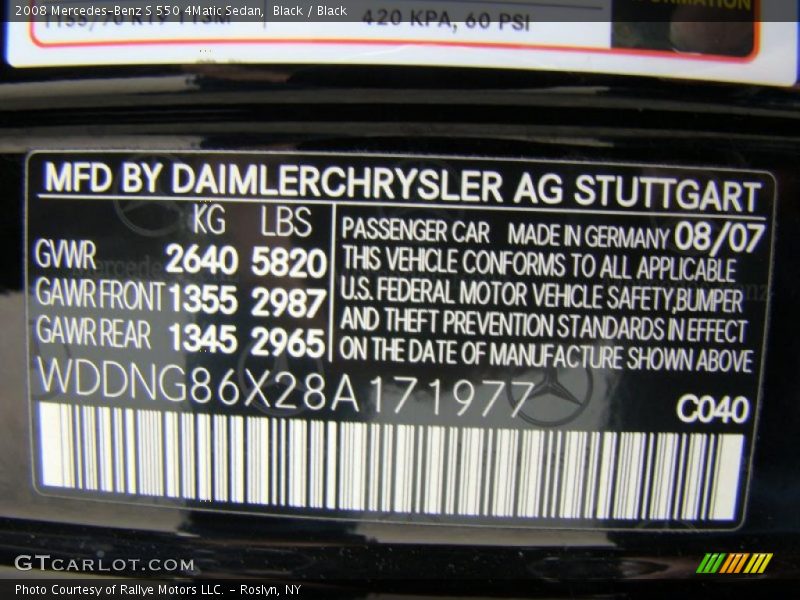 2008 Mercedes-Benz S 550 4Matic Sedan, Black / Black
420 KPA, 60 PSI
MFD BY DAIMLERCHRYSLER AG STUTTGART
KG LBS
GVWR 2640 5820
GAWR FRONT 1355 2987
GAWR REAR 1345 2965
PASSENGER CAR MADE IN GERMANY 08/07
THIS VEHICLE CONFORMS TO ALL APPLICABLE
U.S. FEDERAL MOTOR VEHICLE SAFETY, BUMPER
AND THEFT PREVENTION STANDARDS IN EFFECT
ON THE DATE OF MANUFACTURE SHOWN ABOVE
WDDNG86X28A171977
C040
GTCARLOT.COM
Photo Courtesy of Rallye Motors LLC. - Roslyn, NY